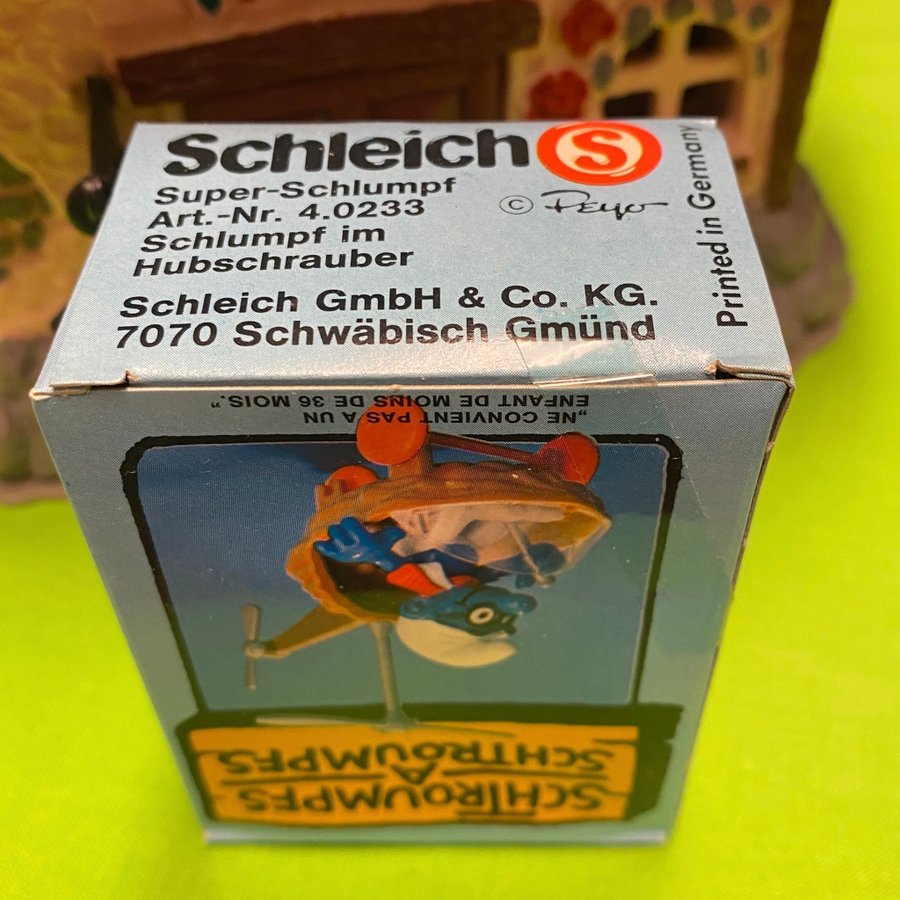 Schleich S
Super-Schlumpf
Art.-Nr. 4.0233
Schlumpf im
Hubschrauber
© Peyo
Schleich GmbH & Co. KG.
7070 Schwäbisch Gmünd
Printed in Germany
„NE CONVIENT PAS A UN
ENFANT DE MOINS DE 36 MOIS.”
SCHTROUMPFS
A
SCHTROUMPFS